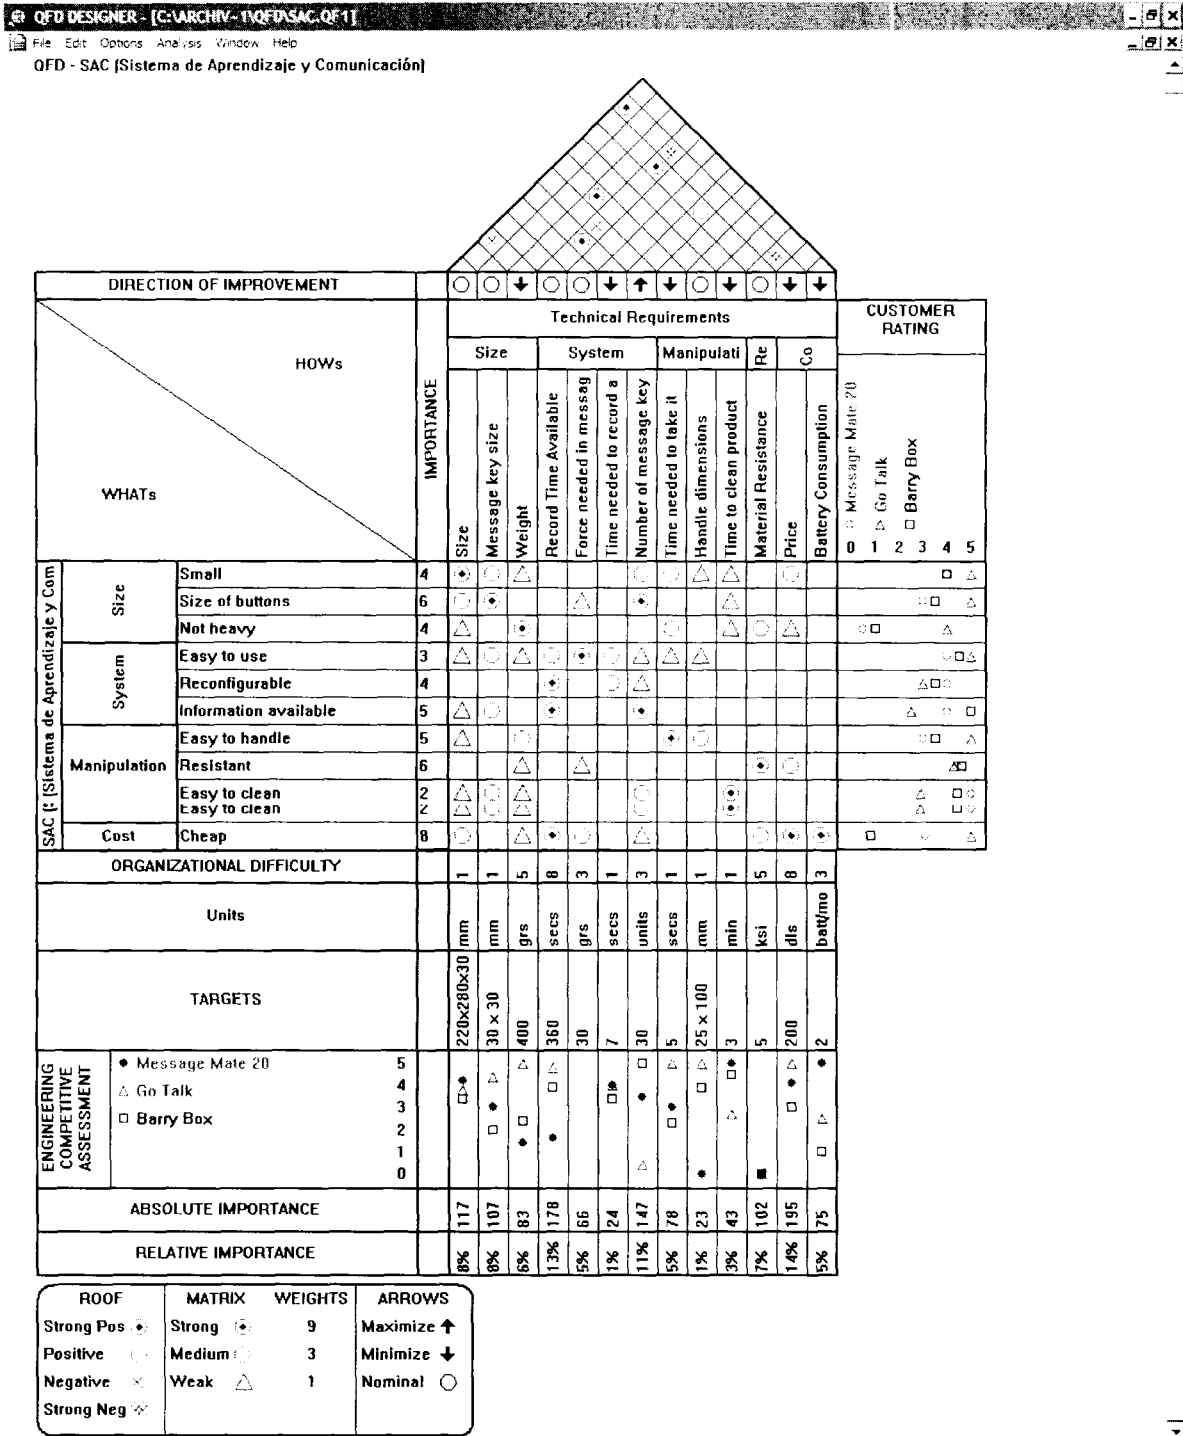 QFD DESIGNER - [C:\ARCHIV~1\QFD\SAC.QF1]
File Edit Options Analysis Window Help
QFD - SAC (Sistema de Aprendizaje y Comunicación)
DIRECTION OF IMPROVEMENT
HOWs
WHATs
IMPORTANCE
Technical Requirements
Size
System
Manipulati
Re
Co
Size
Message key size
Weight
Record Time Available
Force needed in messag
Time needed to record a
Number of message key
Time needed to take it
Handle dimensions
Time to clean product
Material Resistance
Price
Battery Consumption
CUSTOMER
RATING
Message Mate 20
Go Talk
Barry Box
0 1 2 3 4 5
SAC (: (Sistema de Aprendizaje y Com
Size
Small 4
Size of buttons 6
Not heavy 4
System
Easy to use 3
Reconfigurable 4
Information available 5
Manipulation
Easy to handle 5
Resistant 6
Easy to clean 2
Easy to clean 2
Cost
Cheap 8
ORGANIZATIONAL DIFFICULTY 1 1 5 8 3 1 3 1 1 1 5 8 3
Units mm mm grs secs grs secs units secs mm min ksi dls batt/mo
TARGETS 220x280x30 30 x 30 400 360 30 7 30 5 25 x 100 3 5 200 2
ENGINEERING
COMPETITIVE
ASSESSMENT
Message Mate 20 5
Go Talk 4
Barry Box 3
2
1
0
ABSOLUTE IMPORTANCE 117 107 83 178 66 24 147 78 23 43 102 195 75
RELATIVE IMPORTANCE 8% 8% 6% 13% 5% 1% 11% 5% 1% 3% 7% 14% 5%
ROOF MATRIX WEIGHTS ARROWS
Strong Pos Strong 9 Maximize
Positive Medium 3 Minimize
Negative Weak 1 Nominal
Strong Neg